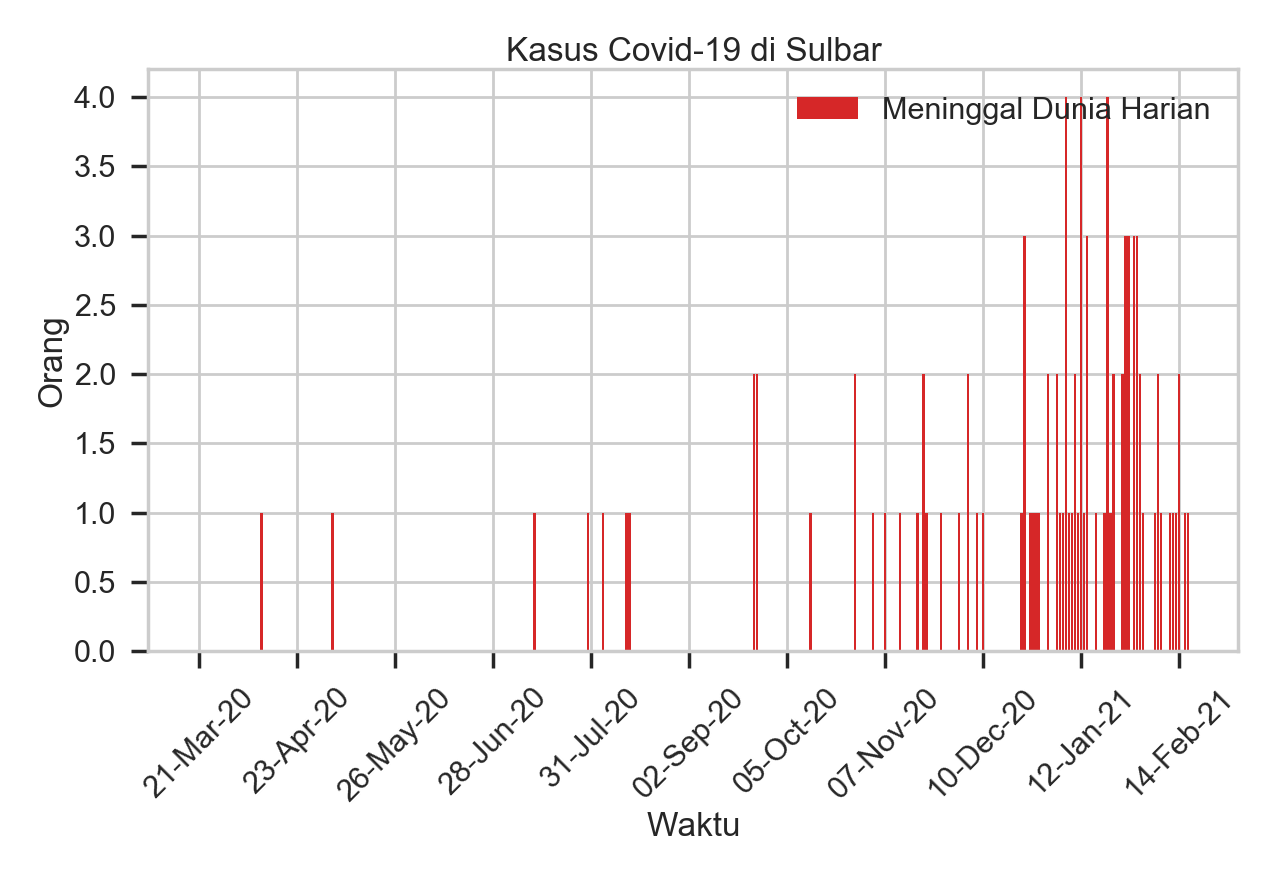 Kasus Covid-19 di Sulbar
Meninggal Dunia Harian
Orang
4.0
3.5
3.0
2.5
2.0
1.5
1.0
0.5
0.0
21-Mar-20
23-Apr-20
26-May-20
28-Jun-20
31-Jul-20
02-Sep-20
05-Oct-20
07-Nov-20
10-Dec-20
12-Jan-21
14-Feb-21
Waktu